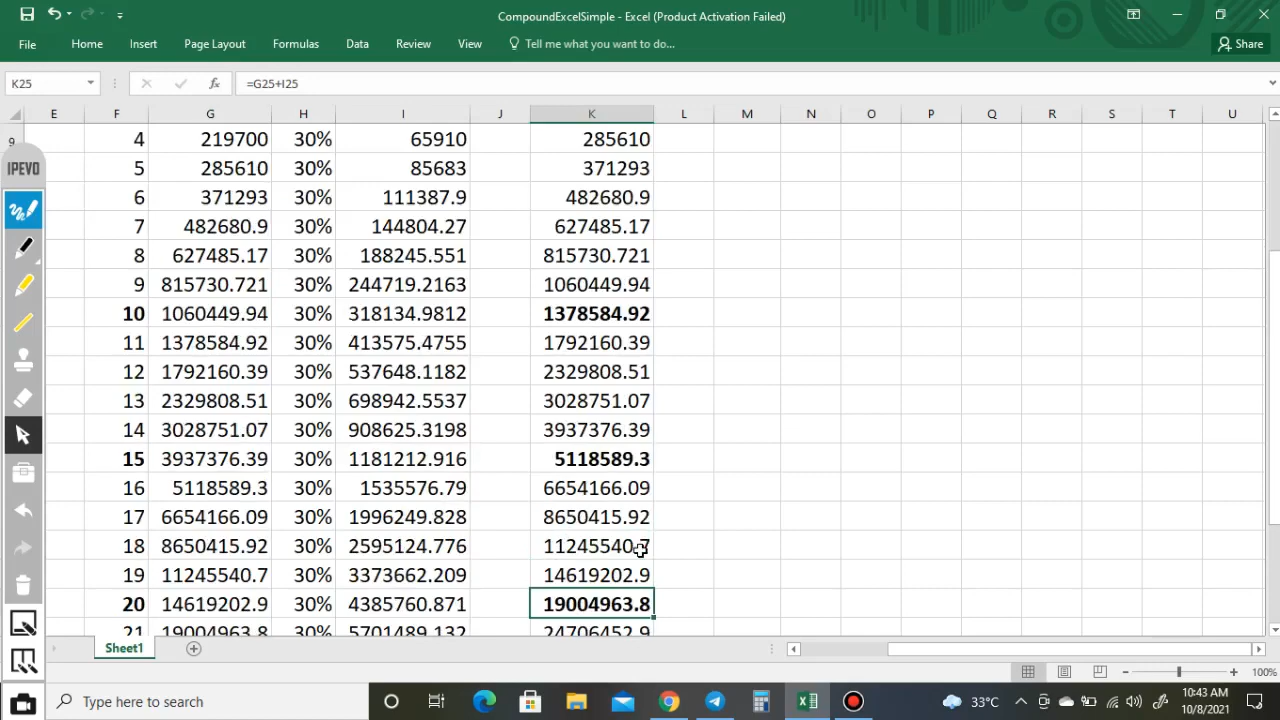 CompoundExcelSimple - Excel (Product Activation Failed)
File Home Insert Page Layout Formulas Data Review View Tell me what you want to do... Share
K25 fx =G25+I25
E F G H I J K L M N O P Q R S T U
9 4 219700 30% 65910 285610
IPEVO 5 285610 30% 85683 371293
6 371293 30% 111387.9 482680.9
7 482680.9 30% 144804.27 627485.17
8 627485.17 30% 188245.551 815730.721
9 815730.721 30% 244719.2163 1060449.94
10 1060449.94 30% 318134.9812 1378584.92
11 1378584.92 30% 413575.4755 1792160.39
12 1792160.39 30% 537648.1182 2329808.51
13 2329808.51 30% 698942.5537 3028751.07
14 3028751.07 30% 908625.3198 3937376.39
15 3937376.39 30% 1181212.916 5118589.3
16 5118589.3 30% 1535576.79 6654166.09
17 6654166.09 30% 1996249.828 8650415.92
18 8650415.92 30% 2595124.776 11245540.7
19 11245540.7 30% 3373662.209 14619202.9
20 14619202.9 30% 4385760.871 19004963.8
21 19004963.8 30% 5701489.132 24706452.9
Sheet1
100%
Type here to search 33°C 10:43 AM
10/8/2021